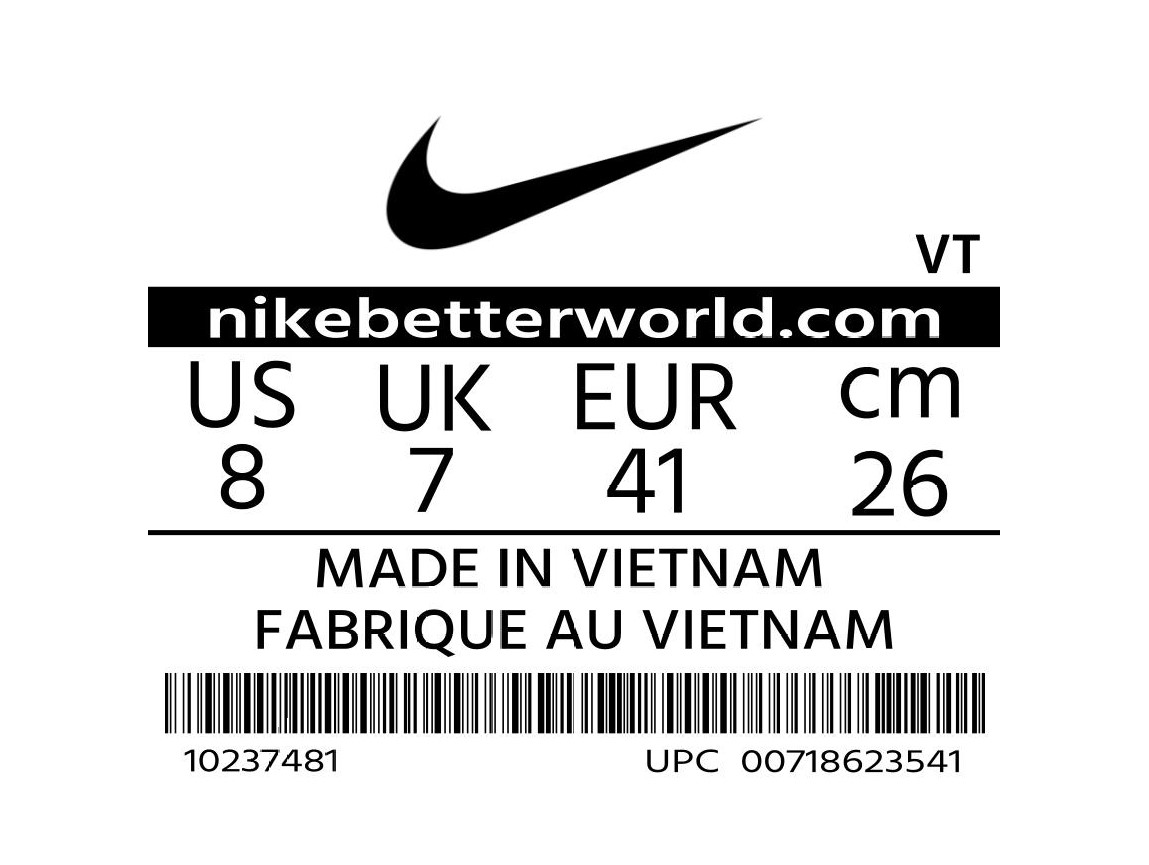 VT
nikebetterworld.com
US UK EUR cm
8 7 41 26
MADE IN VIETNAM
FABRIQUE AU VIETNAM
10237481 UPC 00718623541